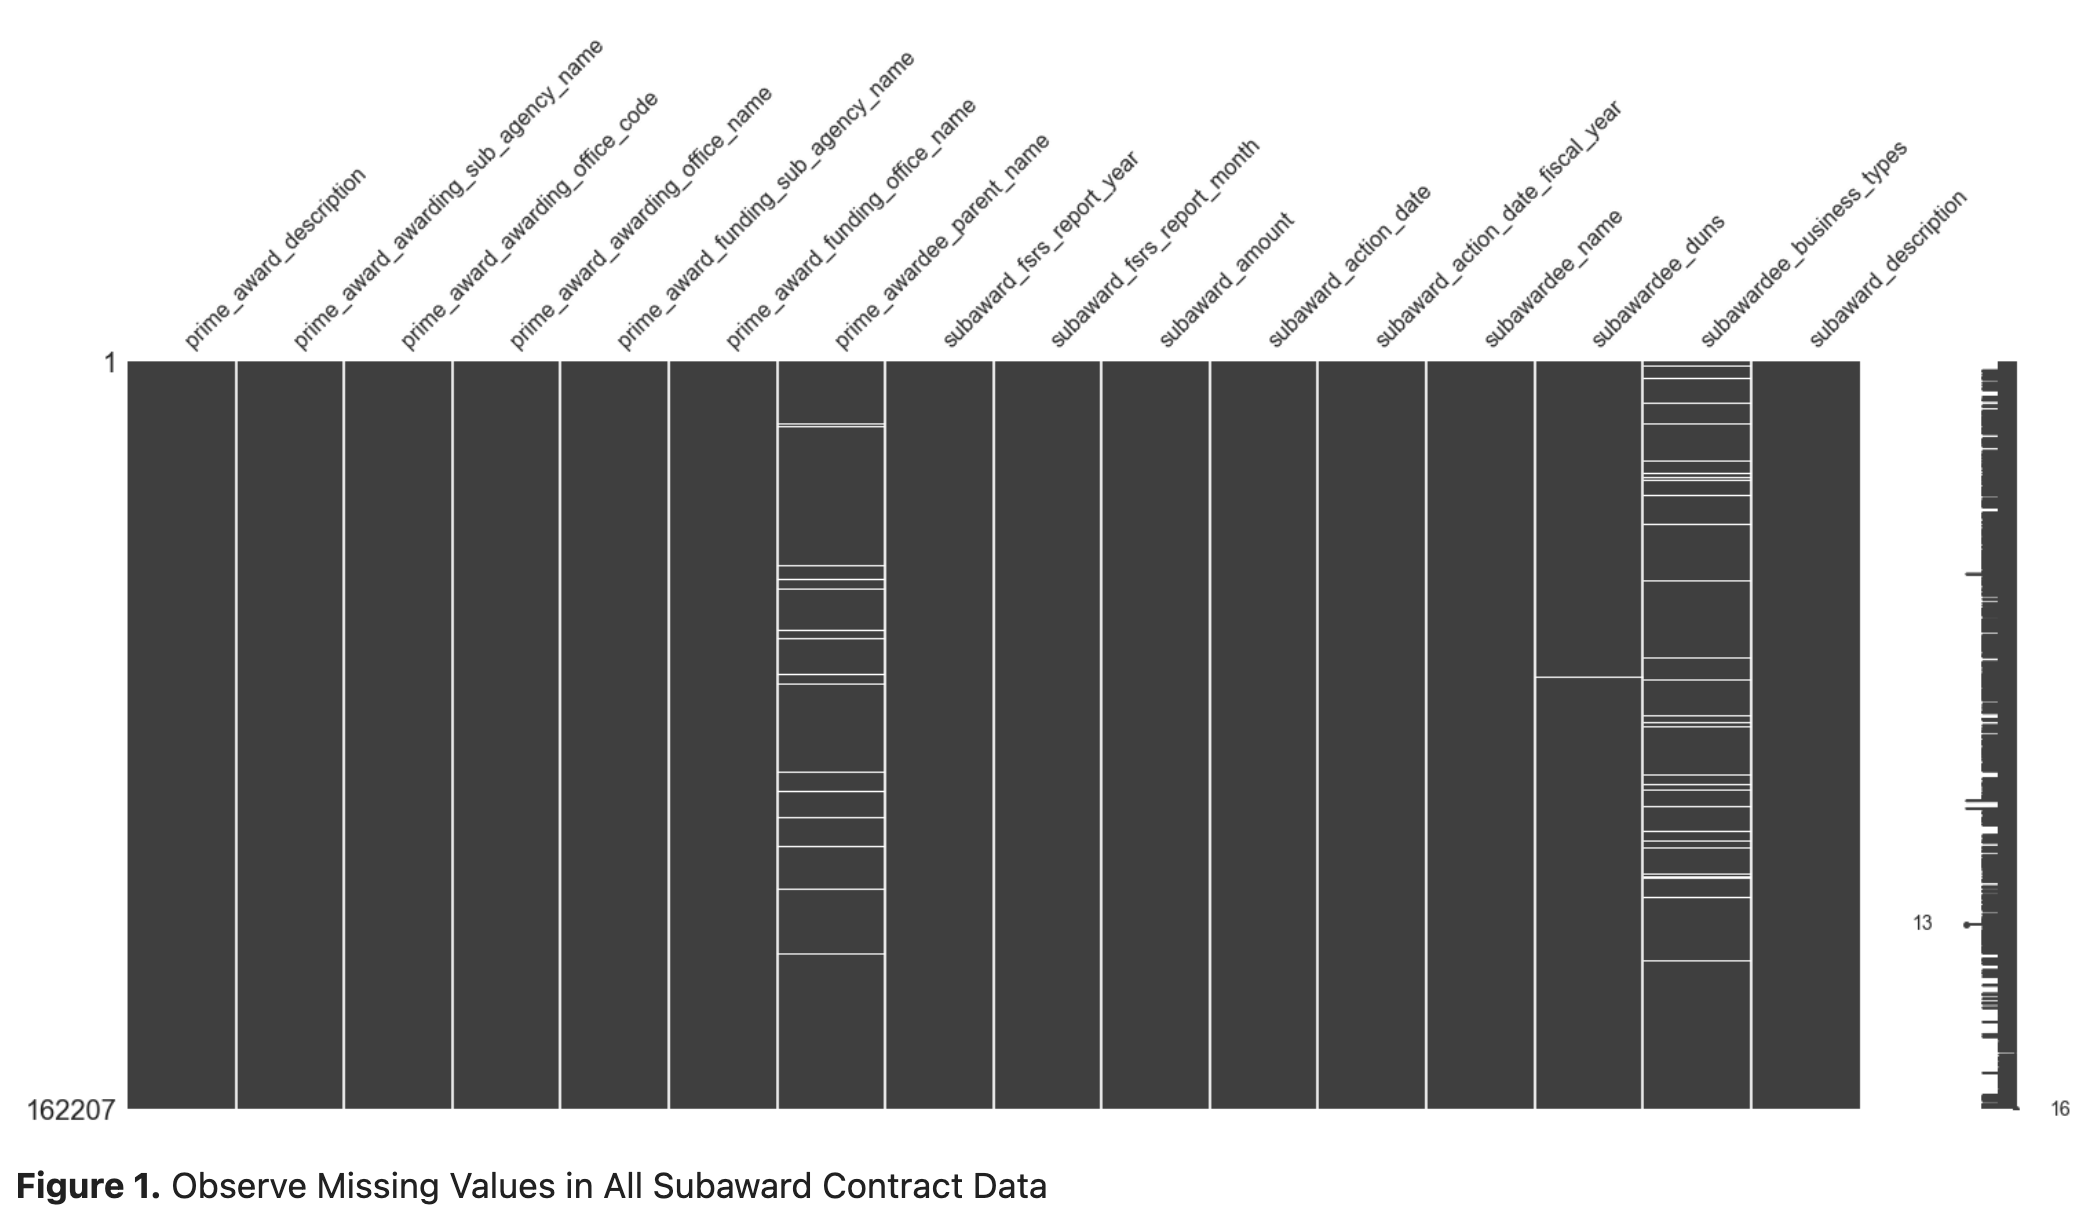 prime_award_description
prime_award_awarding_sub_agency_name
prime_award_awarding_office_code
prime_award_awarding_office_name
prime_award_funding_sub_agency_name
prime_award_funding_office_name
prime_awardee_parent_name
subaward_fsrs_report_year
subaward_fsrs_report_month
subaward_amount
subaward_action_date
subaward_action_date_fiscal_year
subawardee_name
subawardee_duns
subawardee_business_types
subaward_description
1
13
162207
16
Figure 1. Observe Missing Values in All Subaward Contract Data